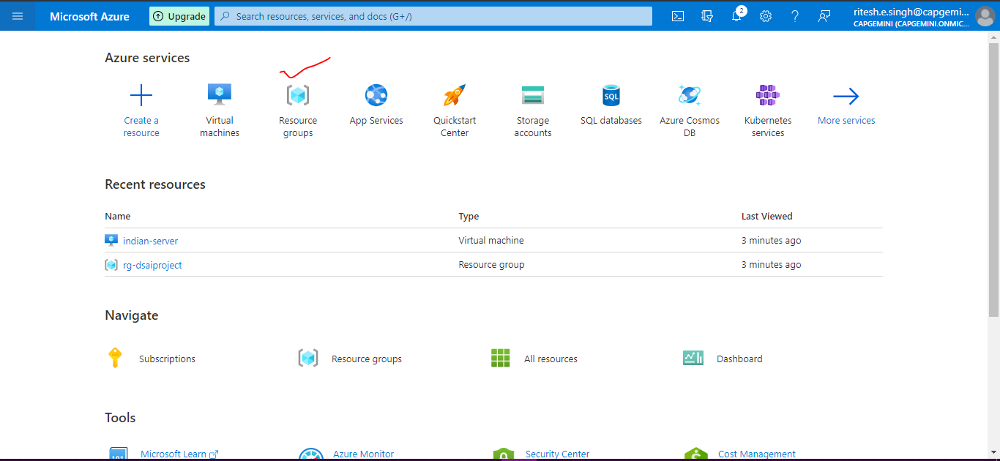 Microsoft Azure
Upgrade
Search resources, services, and docs (G+/)
2
ritesh.e.singh@capgemi...
CAPGEMINI (CAPGEMINI.ONMIC...
Azure services
Create a resource
Virtual machines
Resource groups
App Services
Quickstart Center
Storage accounts
SQL
SQL databases
Azure Cosmos DB
Kubernetes services
More services
Recent resources
Name Type Last Viewed
indian-server Virtual machine 3 minutes ago
rg-dsaiproject Resource group 3 minutes ago
Navigate
Subscriptions Resource groups All resources Dashboard
Tools
101 Microsoft Learn Azure Monitor Security Center Cost Management